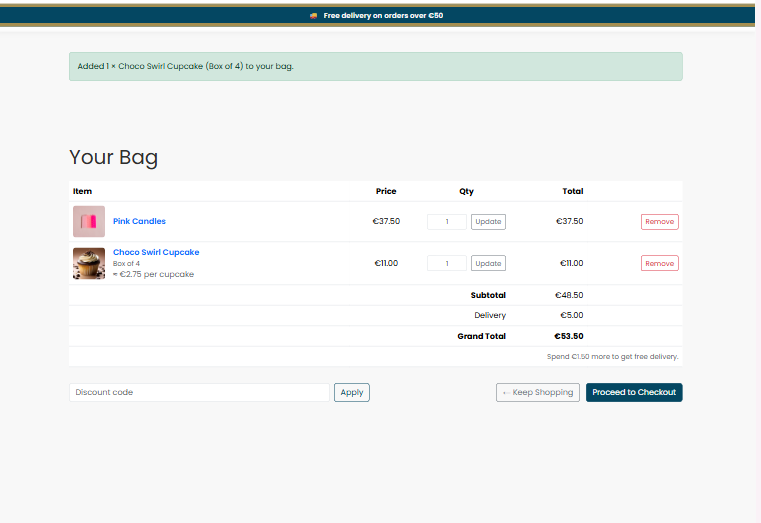 🚚 Free delivery on orders over €50
Added 1 × Choco Swirl Cupcake (Box of 4) to your bag.
Your Bag
Item Price Qty Total
Pink Candles €37.50 1 Update €37.50 Remove
Choco Swirl Cupcake
Box of 4
≈ €2.75 per cupcake
€11.00 1 Update €11.00 Remove
Subtotal €48.50
Delivery €5.00
Grand Total €53.50
Spend €1.50 more to get free delivery.
Discount code Apply ← Keep Shopping Proceed to Checkout